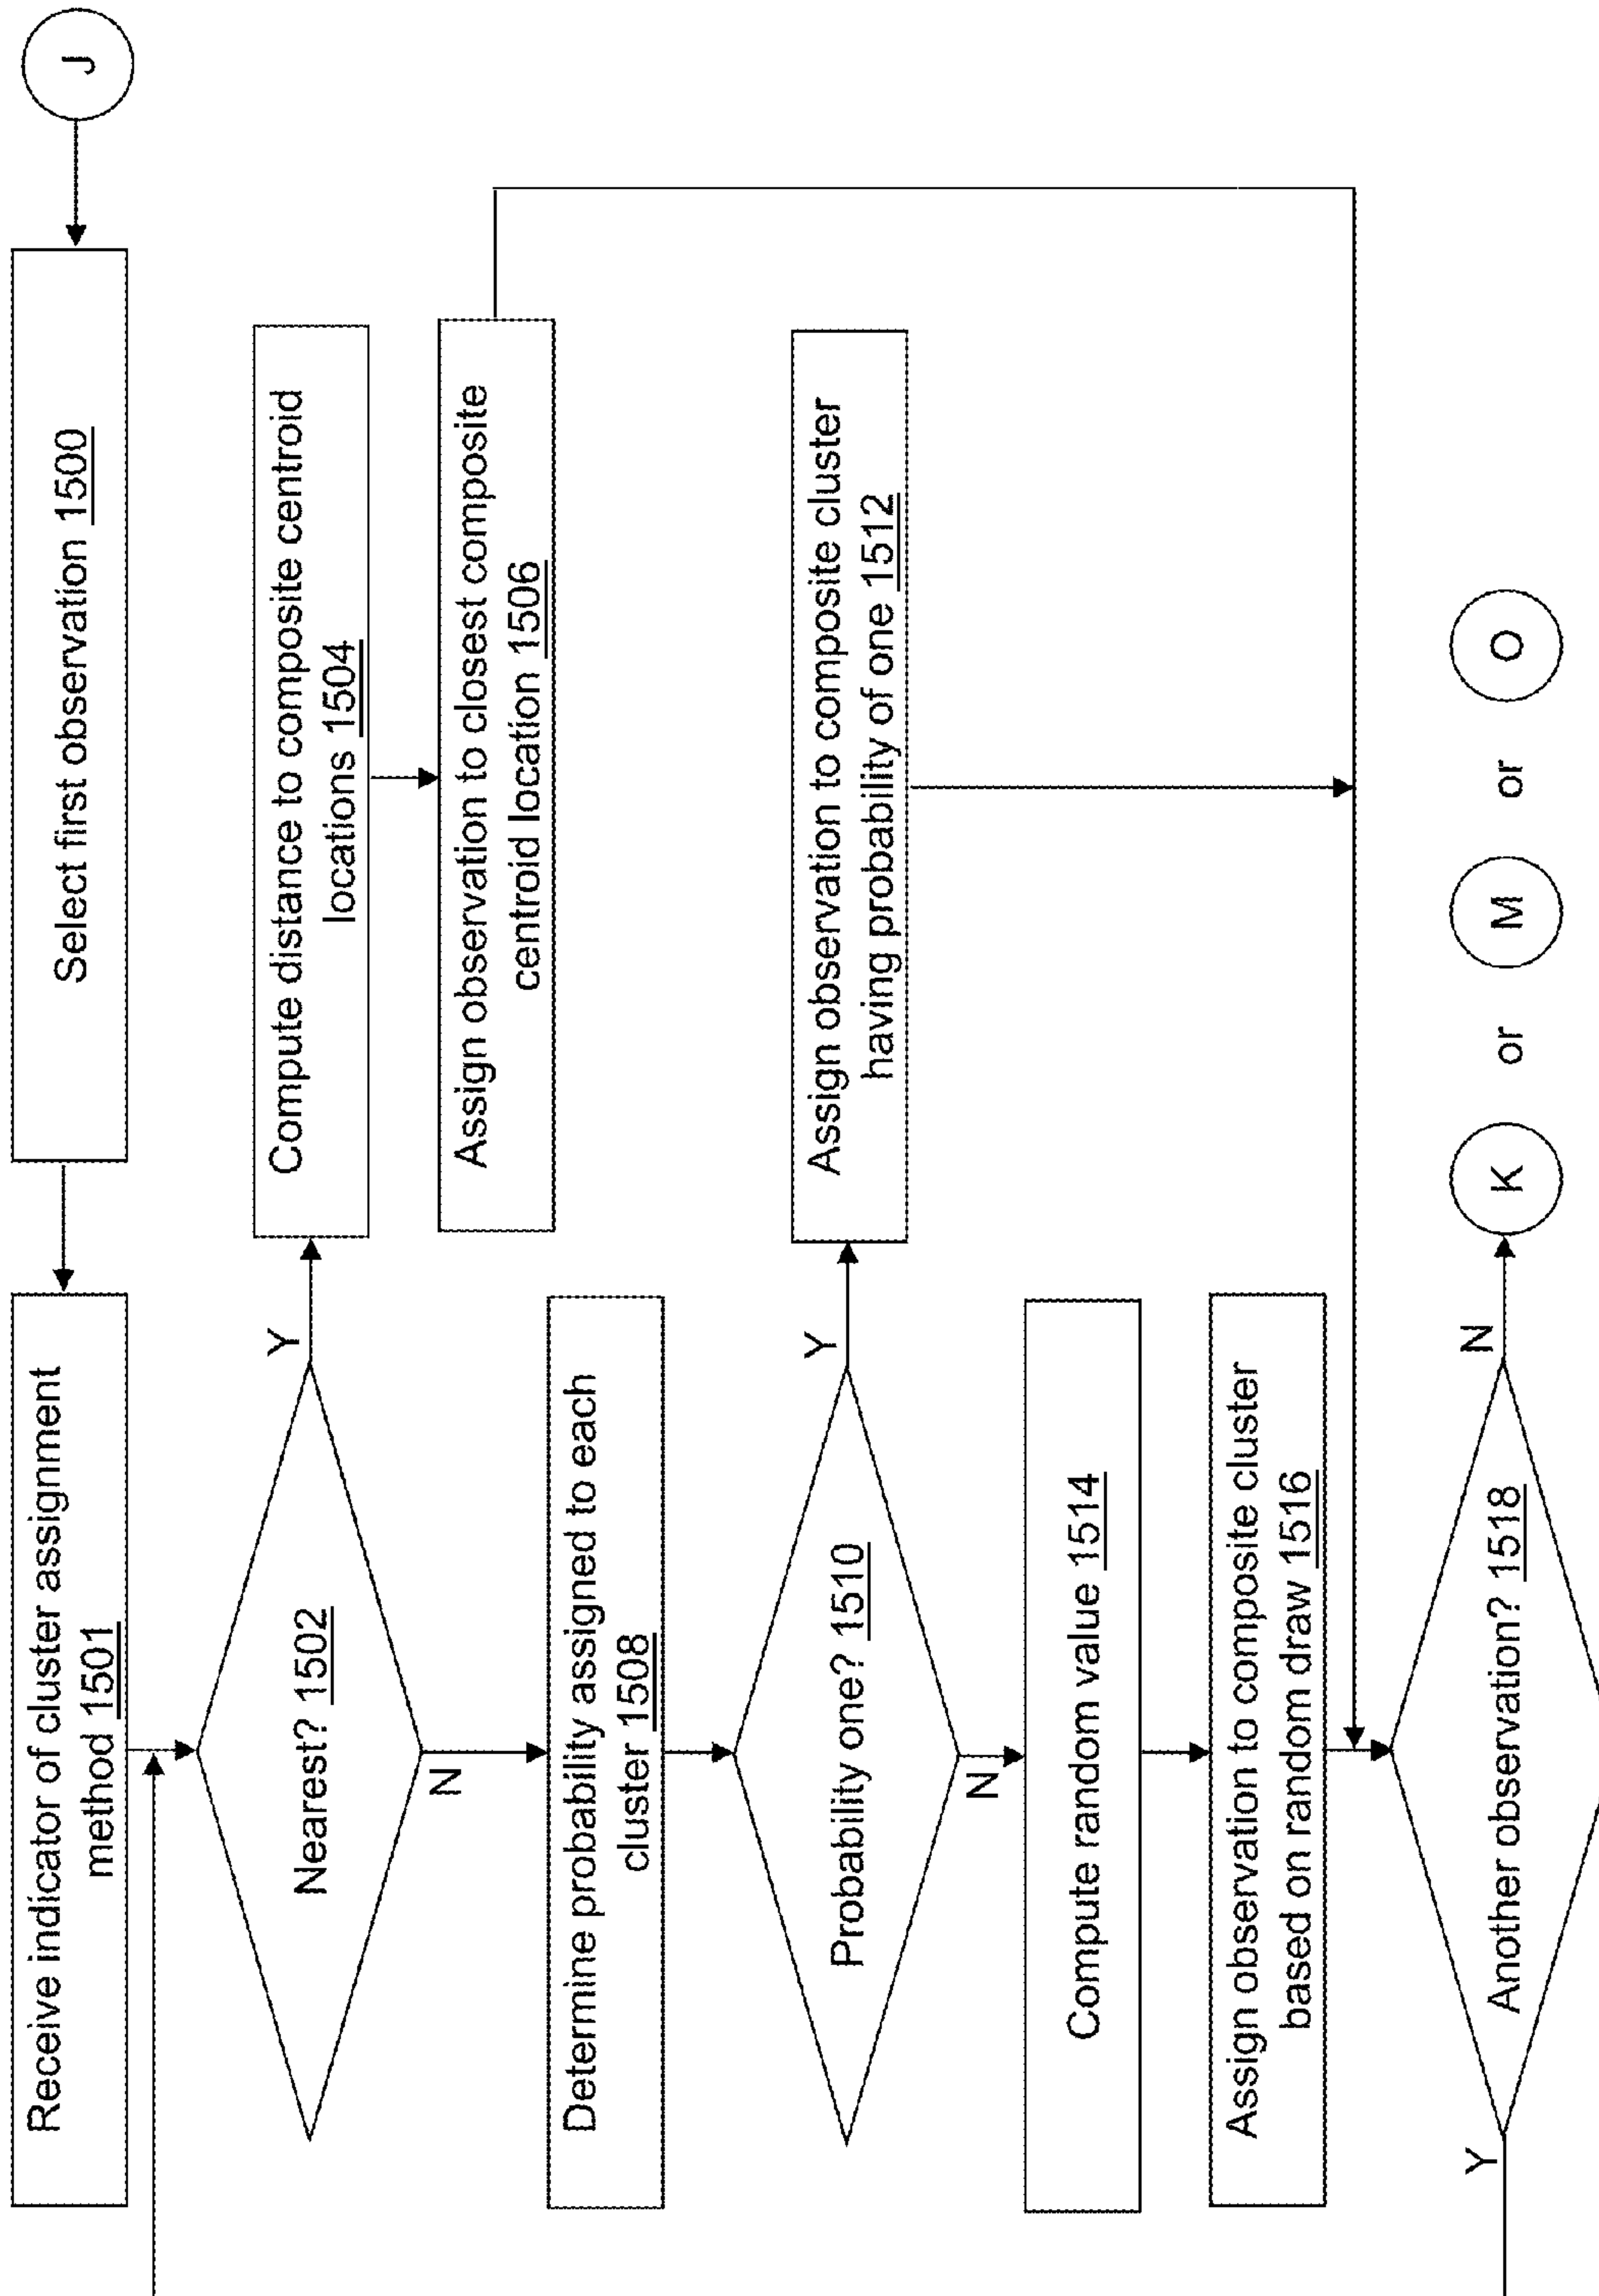 J
Select first observation 1500
Receive indicator of cluster assignment
method 1501
Nearest? 1502
Y
N
Compute distance to composite centroid
locations 1504
Assign observation to closest composite
centroid location 1506
Determine probability assigned to each
cluster 1508
Probability one? 1510
Y
N
Assign observation to composite cluster
having probability of one 1512
Compute random value 1514
Assign observation to composite cluster
based on random draw 1516
Another observation? 1518
Y
N
K or M or O